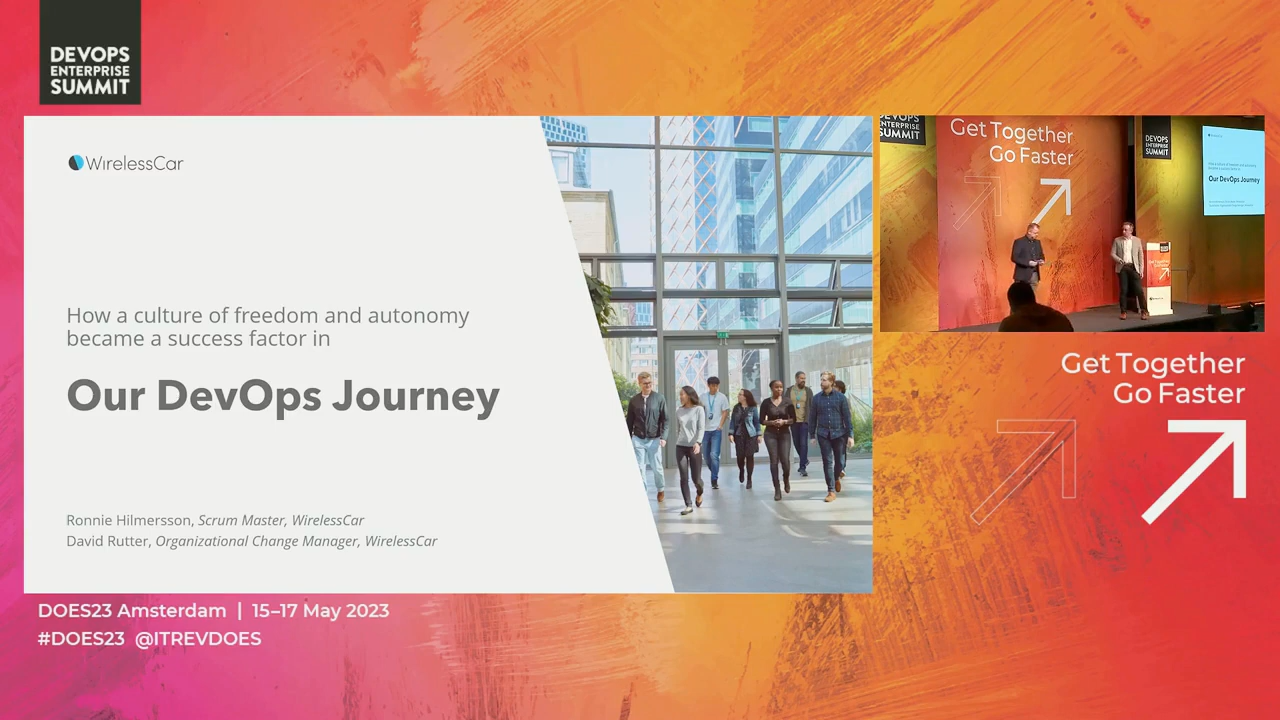 DEVOPS
ENTERPRISE
SUMMIT
WirelessCar
How a culture of freedom and autonomy
became a success factor in
Our DevOps Journey
Ronnie Hilmersson, Scrum Master, WirelessCar
David Rutter, Organizational Change Manager, WirelessCar
DEVOPS
ENTERPRISE
SUMMIT
Get Together
Go Faster
DEVOPS
ENTERPRISE
SUMMIT
Our DevOps Journey
Get Together
Go Faster
DOES23 Amsterdam | 15–17 May 2023
#DOES23 @ITREVDOES